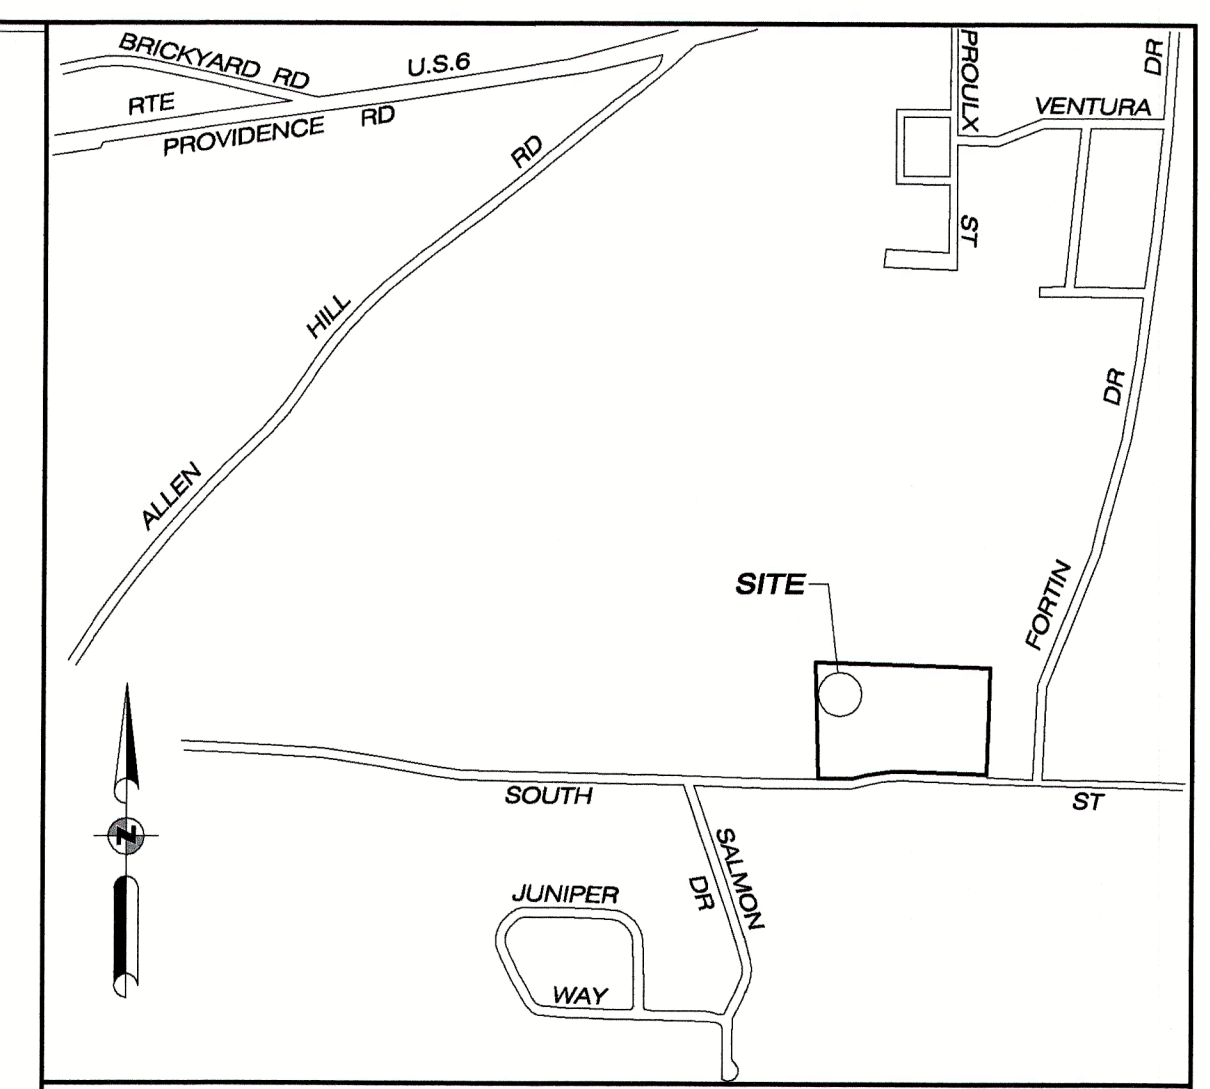 BRICKYARD RD
U.S.6
RTE
PROVIDENCE RD
ALLEN HILL RD
PROULX ST
VENTURA DR
FORTIN DR
SITE
SOUTH ST
SALMON DR
JUNIPER WAY
N